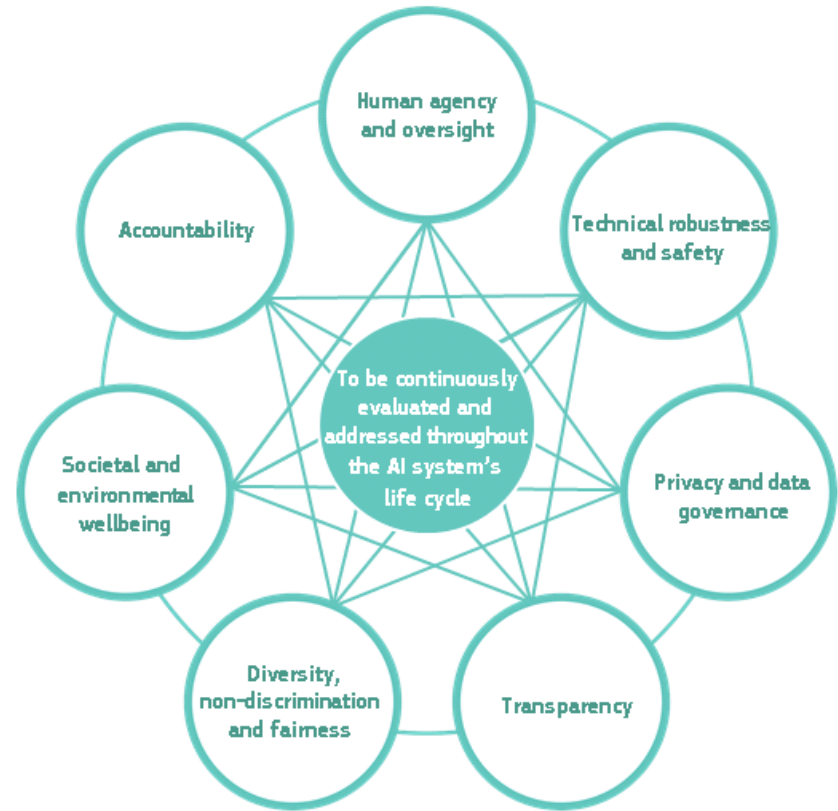 Human agency
and oversight
Technical robustness
and safety
Privacy and data
governance
Transparency
Diversity,
non-discrimination
and fairness
Societal and
environmental
wellbeing
Accountability
To be continuously
evaluated and
addressed throughout
the AI system's
life cycle